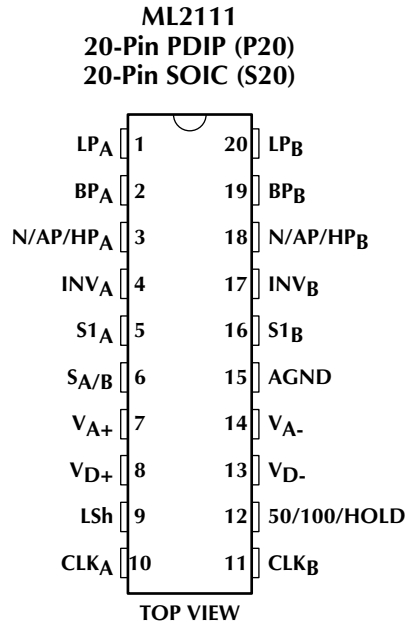 ML2111
20-Pin PDIP (P20)
20-Pin SOIC (S20)
LPA 1 20 LPB
BPA 2 19 BPB
N/AP/HPA 3 18 N/AP/HPB
INVA 4 17 INVB
S1A 5 16 S1B
SA/B 6 15 AGND
VA+ 7 14 VA-
VD+ 8 13 VD-
LSh 9 12 50/100/HOLD
CLKA 10 11 CLKB
TOP VIEW